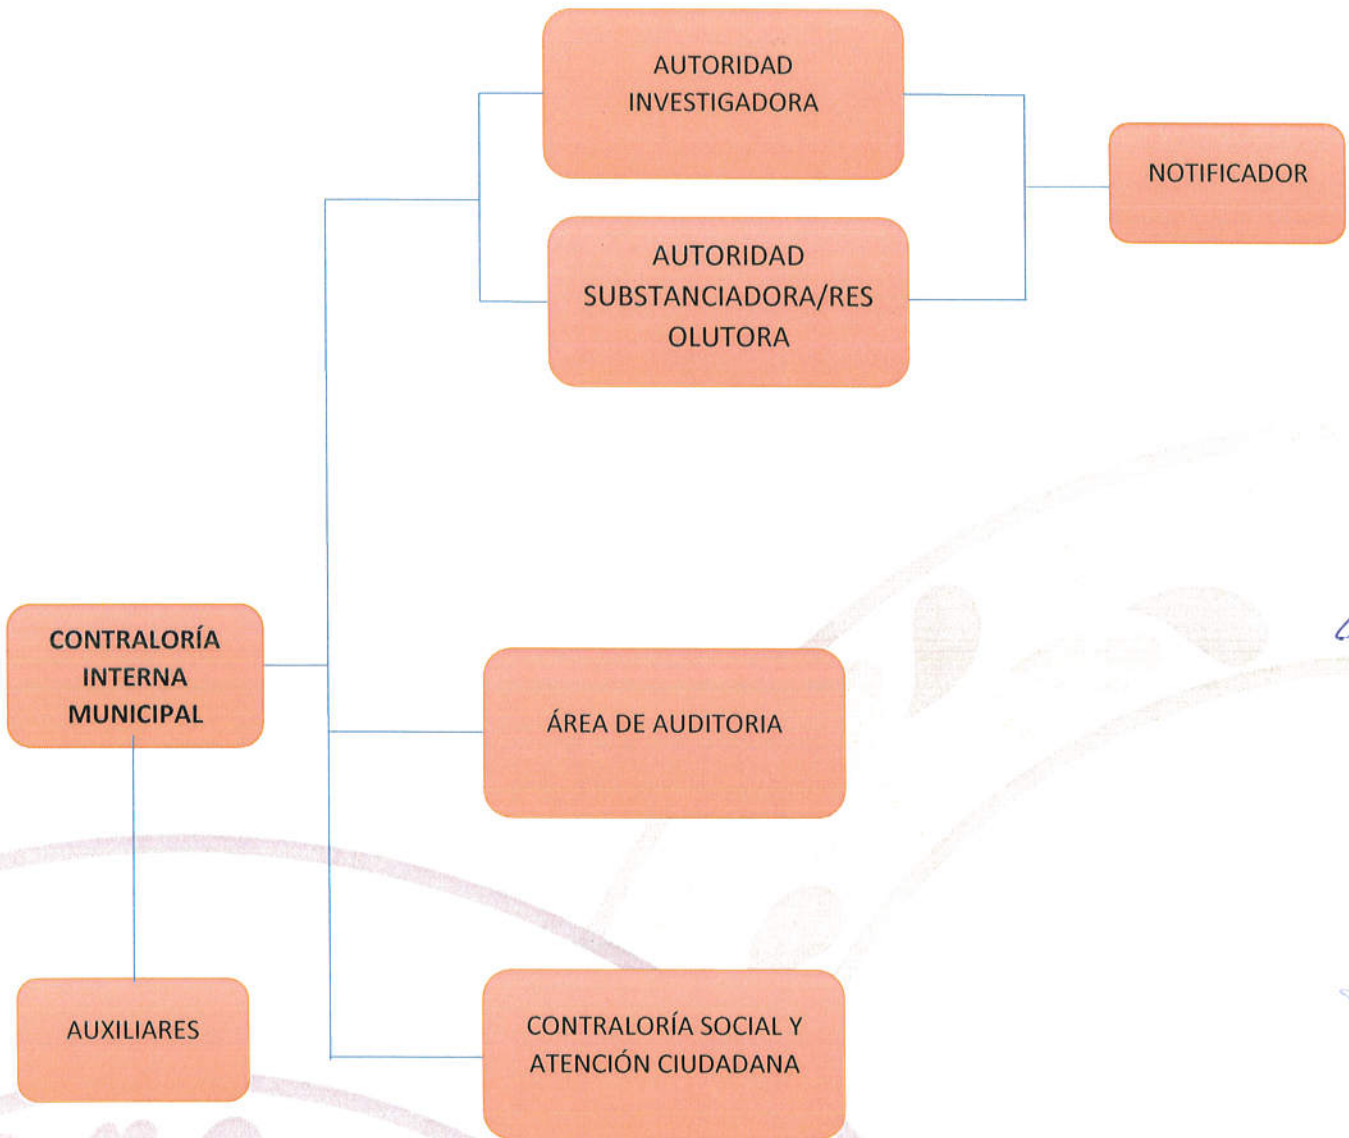 AUTORIDAD
INVESTIGADORA
NOTIFICADOR
AUTORIDAD
SUBSTANCIADORA/RES
OLUTORA
CONTRALORÍA
INTERNA
MUNICIPAL
ÁREA DE AUDITORIA
AUXILIARES
CONTRALORÍA SOCIAL Y
ATENCIÓN CIUDADANA